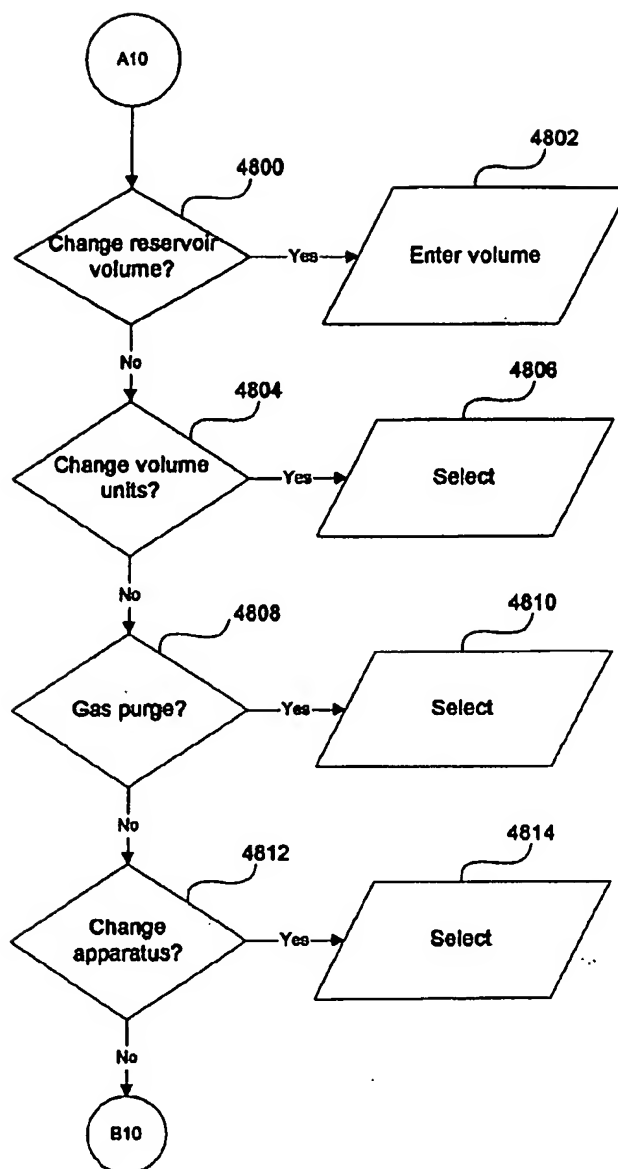 A10
4800
4802
Change reservoir
volume?
Yes
Enter volume
No
4804
4806
Change volume
units?
Yes
Select
No
4808
4810
Gas purge?
Yes
Select
No
4812
4814
Change
apparatus?
Yes
Select
No
B10